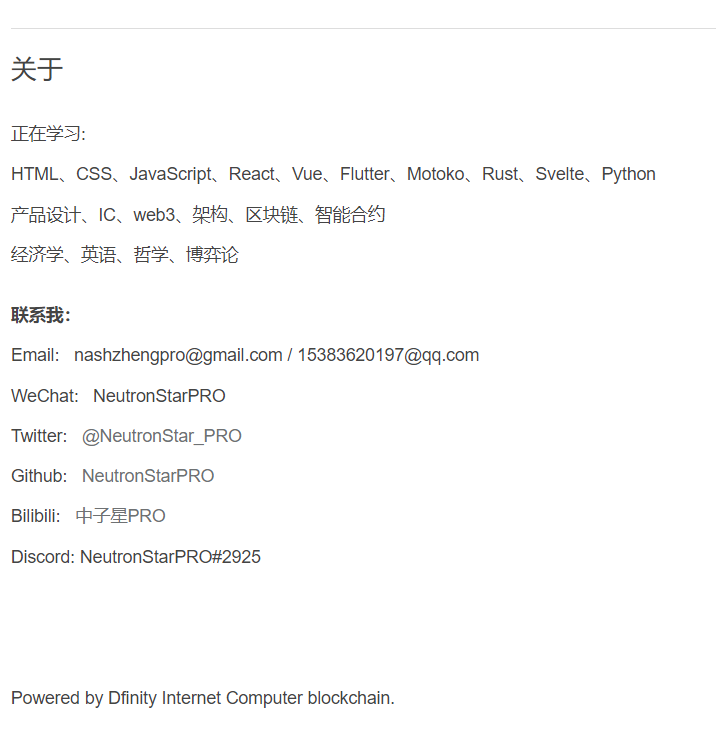 关于
正在学习:
HTML、CSS、JavaScript、React、Vue、Flutter、Motoko、Rust、Svelte、Python
产品设计、IC、web3、架构、区块链、智能合约
经济学、英语、哲学、博弈论
联系我：
Email:   nashzhengpro@gmail.com / 15383620197@qq.com
WeChat:   NeutronStarPRO
Twitter:   @NeutronStar_PRO
Github:   NeutronStarPRO
Bilibili:   中子星PRO
Discord: NeutronStarPRO#2925
Powered by Dfinity Internet Computer blockchain.